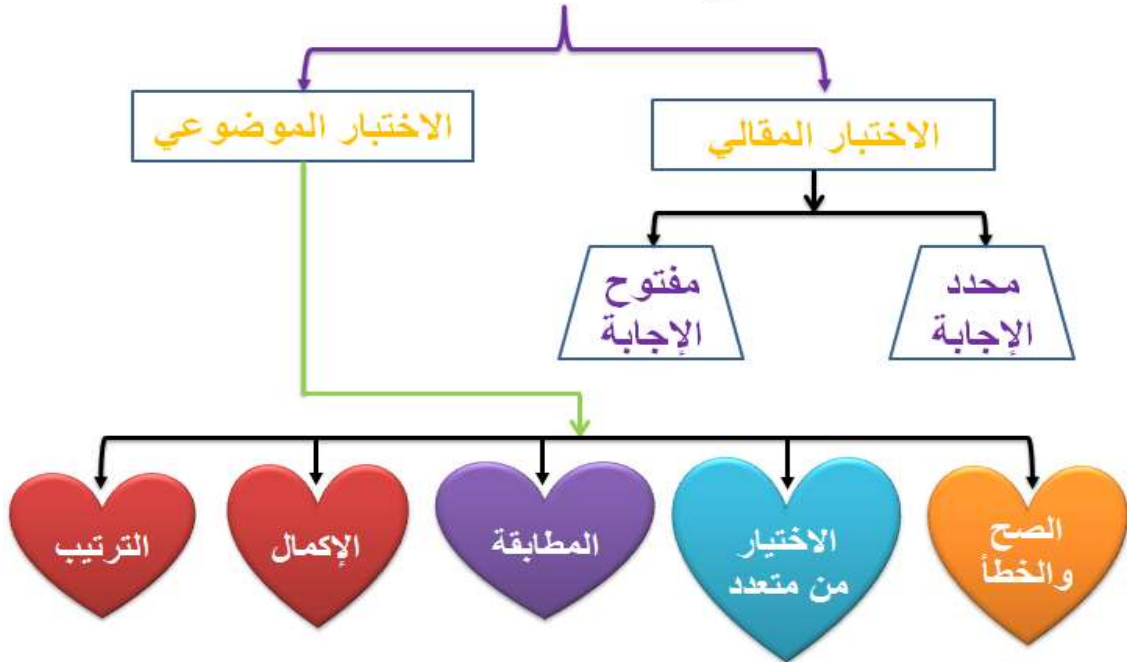 الاختبار المقالي
الاختبار الموضوعي
محدد
الإجابة
مفتوح
الإجابة
الصح
والخطأ
الاختيار
من متعدد
المطابقة
الإكمال
الترتيب